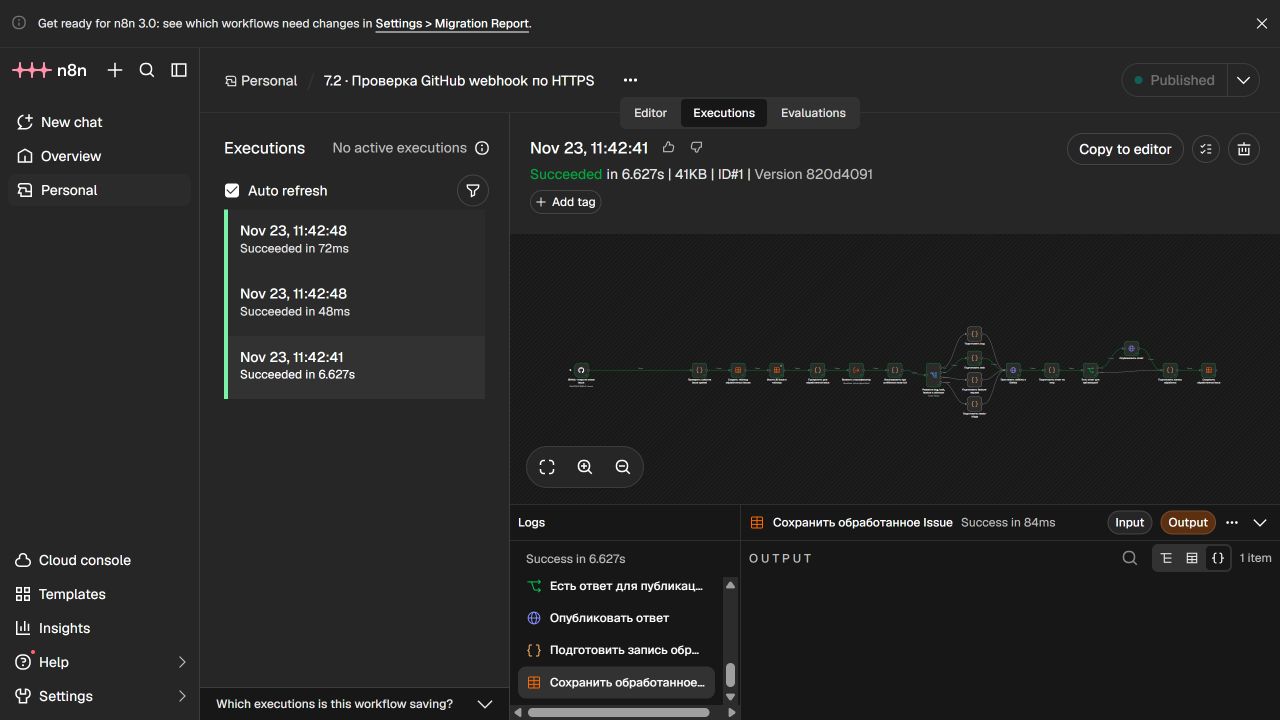 Get ready for n8n 3.0: see which workflows need changes in Settings > Migration Report.
n8n
New chat
Overview
Personal
Cloud console
Templates
Insights
Help
Settings
Personal / 7.2 · Проверка GitHub webhook по HTTPS
Published
Editor
Executions
Evaluations
Executions
No active executions
Auto refresh
Nov 23, 11:42:48
Succeeded in 72ms
Nov 23, 11:42:48
Succeeded in 48ms
Nov 23, 11:42:41
Succeeded in 6.627s
Which executions is this workflow saving?
Nov 23, 11:42:41
Copy to editor
Succeeded in 6.627s | 41KB | ID#1 | Version 820d4091
Add tag
Logs
Success in 6.627s
Есть ответ для публикац...
Опубликовать ответ
Подготовить запись обр...
Сохранить обработанное...
Сохранить обработанное Issue Success in 84ms
Input
Output
OUTPUT
1 item